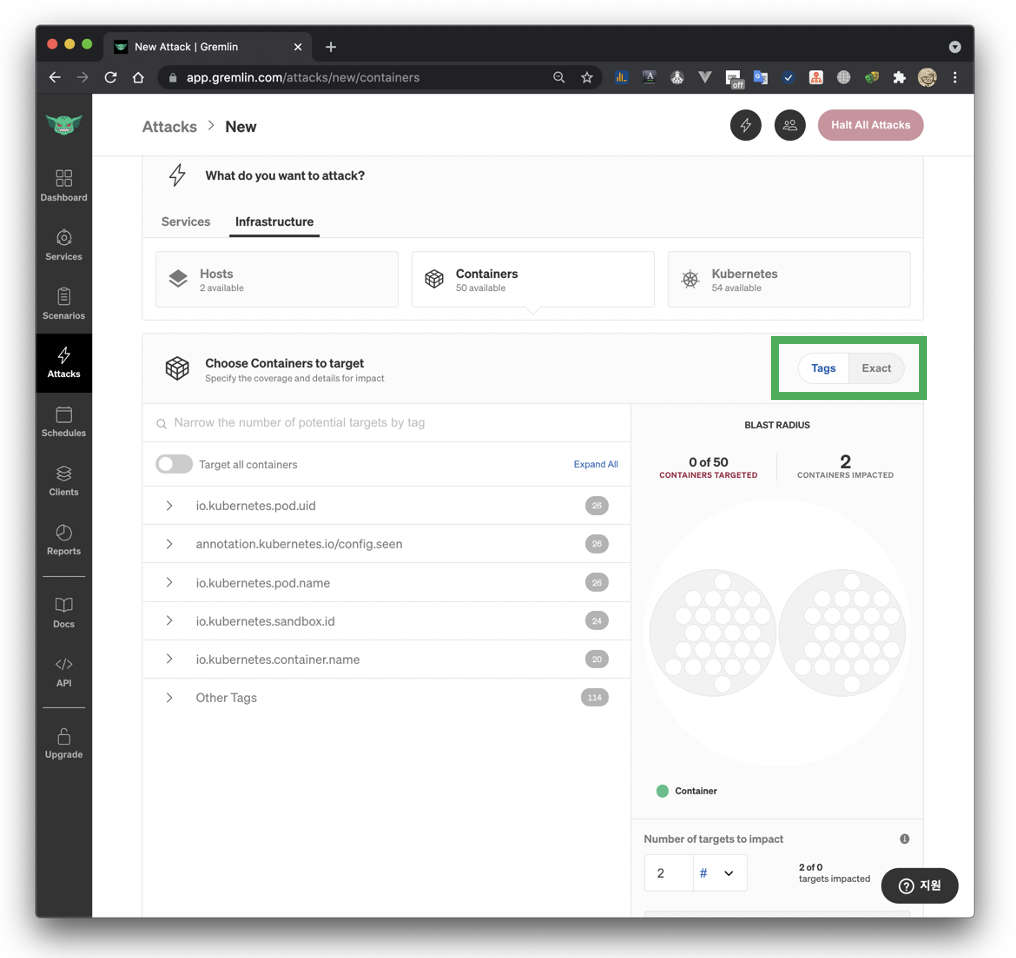 New Attack | Gremlin
app.gremlin.com/attacks/new/containers
off
Attacks > New
Halt All Attacks
Dashboard
Services
Scenarios
Attacks
Schedules
Clients
Reports
Docs
API
Upgrade
What do you want to attack?
Services Infrastructure
Hosts
2 available
Containers
50 available
Kubernetes
54 available
Choose Containers to target
Specify the coverage and details for impact
Tags Exact
Narrow the number of potential targets by tag
Target all containers Expand All
io.kubernetes.pod.uid 26
annotation.kubernetes.io/config.seen 26
io.kubernetes.pod.name 26
io.kubernetes.sandbox.id 24
io.kubernetes.container.name 20
Other Tags 114
BLAST RADIUS
0 of 50
CONTAINERS TARGETED
2
CONTAINERS IMPACTED
Container
Number of targets to impact
2 #
2 of 0
targets impacted
지원